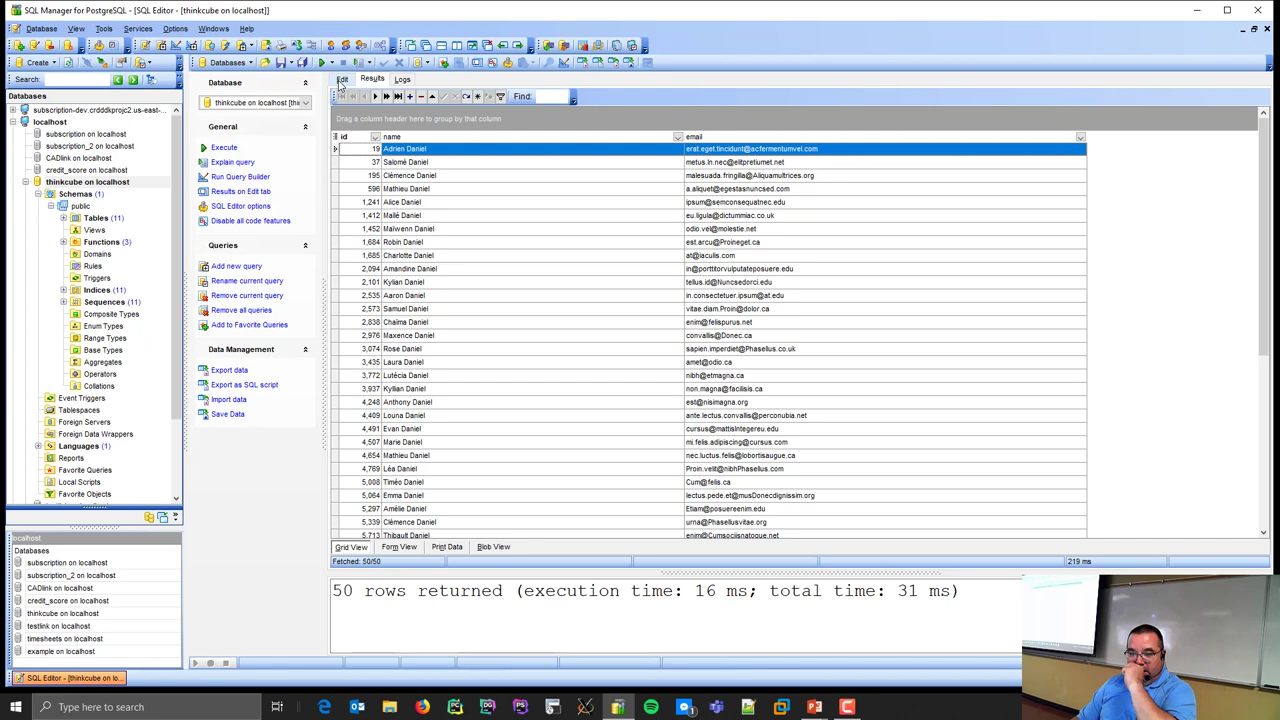 SQL Manager for PostgreSQL - [SQL Editor - [thinkcube on localhost]]
Database View Tools Services Options Windows Help
Create
Databases
Search:
Databases
subscription-dev.crdddkprojc2.us-east-...
localhost
subscription on localhost
subscription_2 on localhost
CADlink on localhost
credit_score on localhost
thinkcube on localhost
Schemas (1)
public
Tables (11)
Views
Functions (3)
Domains
Rules
Triggers
Indices (11)
Sequences (11)
Composite Types
Enum Types
Range Types
Base Types
Aggregates
Operators
Collations
Event Triggers
Tablespaces
Foreign Servers
Foreign Data Wrappers
Languages (1)
Reports
Favorite Queries
Local Scripts
Favorite Objects
localhost
Databases
subscription on localhost
subscription_2 on localhost
CADlink on localhost
credit_score on localhost
thinkcube on localhost
testlink on localhost
timesheets on localhost
example on localhost
Database
thinkcube on localhost [thin
General
Execute
Explain query
Run Query Builder
Results on Edit tab
SQL Editor options
Disable all code features
Queries
Add new query
Rename current query
Remove current query
Remove all queries
Add to Favorite Queries
Data Management
Export data
Export as SQL script
Import data
Save Data
Edit Results Logs
Find:
Drag a column header here to group by that column
id name email
19 Adrien Daniel erat.eget.tincidunt@acfermentumvel.com
37 Salomé Daniel metus.In.nec@elitpretiumet.net
195 Clémence Daniel malesuada.fringilla@Aliquamultrices.org
596 Mathieu Daniel a.aliquet@egestasnuncsed.com
1,241 Alice Daniel ipsum@semconsequatnec.edu
1,412 Maïlé Daniel eu.ligula@dictummiac.co.uk
1,452 Maïwenn Daniel odio.vel@molestie.net
1,684 Robin Daniel est.arcu@Proineget.ca
1,685 Charlotte Daniel at@iaculis.com
2,094 Amandine Daniel in@porttitorvulputateposuere.edu
2,101 Kylian Daniel tellus.id@Nuncsedorci.edu
2,535 Aaron Daniel in.consectetuer.ipsum@at.edu
2,573 Samuel Daniel vitae.diam.Proin@dolor.ca
2,838 Chaïma Daniel enim@felispurus.net
2,976 Maxence Daniel convallis@Donec.ca
3,074 Rose Daniel sapien.imperdiet@Phasellus.co.uk
3,435 Laura Daniel amet@odio.ca
3,772 Lutécia Daniel nibh@etmagna.ca
3,937 Kyllian Daniel non.magna@facilisis.ca
4,248 Anthony Daniel est@nisimagna.org
4,409 Louna Daniel ante.lectus.convallis@perconubia.net
4,491 Evan Daniel cursus@mattisIntegereu.edu
4,507 Marie Daniel mi.felis.adipiscing@cursus.com
4,654 Mathieu Daniel nec.luctus.felis@lobortisaugue.ca
4,769 Léa Daniel Proin.velit@nibhPhasellus.com
5,008 Timéo Daniel Cum@felis.ca
5,064 Emma Daniel lectus.pede.et@musDonecdignissim.org
5,297 Amélie Daniel Etiam@posuereenim.edu
5,339 Clémence Daniel urna@Phasellusvitae.org
5,713 Thibault Daniel enim@Cumsociisnatoque.net
Grid View Form View Print Data Blob View
Fetched: 50/50 219 ms
50 rows returned (execution time: 16 ms; total time: 31 ms)
SQL Editor - [thinkcube on lo...
Type here to search